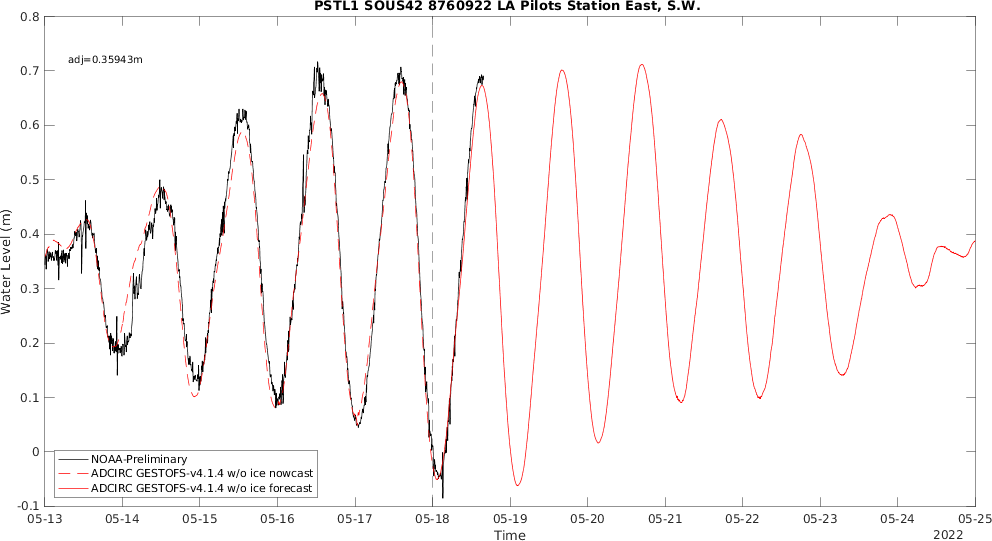 PSTL1 SOUS42 8760922 LA Pilots Station East, S.W.
adj=0.35943m
Water Level (m)
0.8
0.7
0.6
0.5
0.4
0.3
0.2
0.1
0
-0.1
NOAA-Preliminary
ADCIRC GESTOFS-v4.1.4 w/o ice nowcast
ADCIRC GESTOFS-v4.1.4 w/o ice forecast
05-13 05-14 05-15 05-16 05-17 05-18 05-19 05-20 05-21 05-22 05-23 05-24 05-25
Time
2022